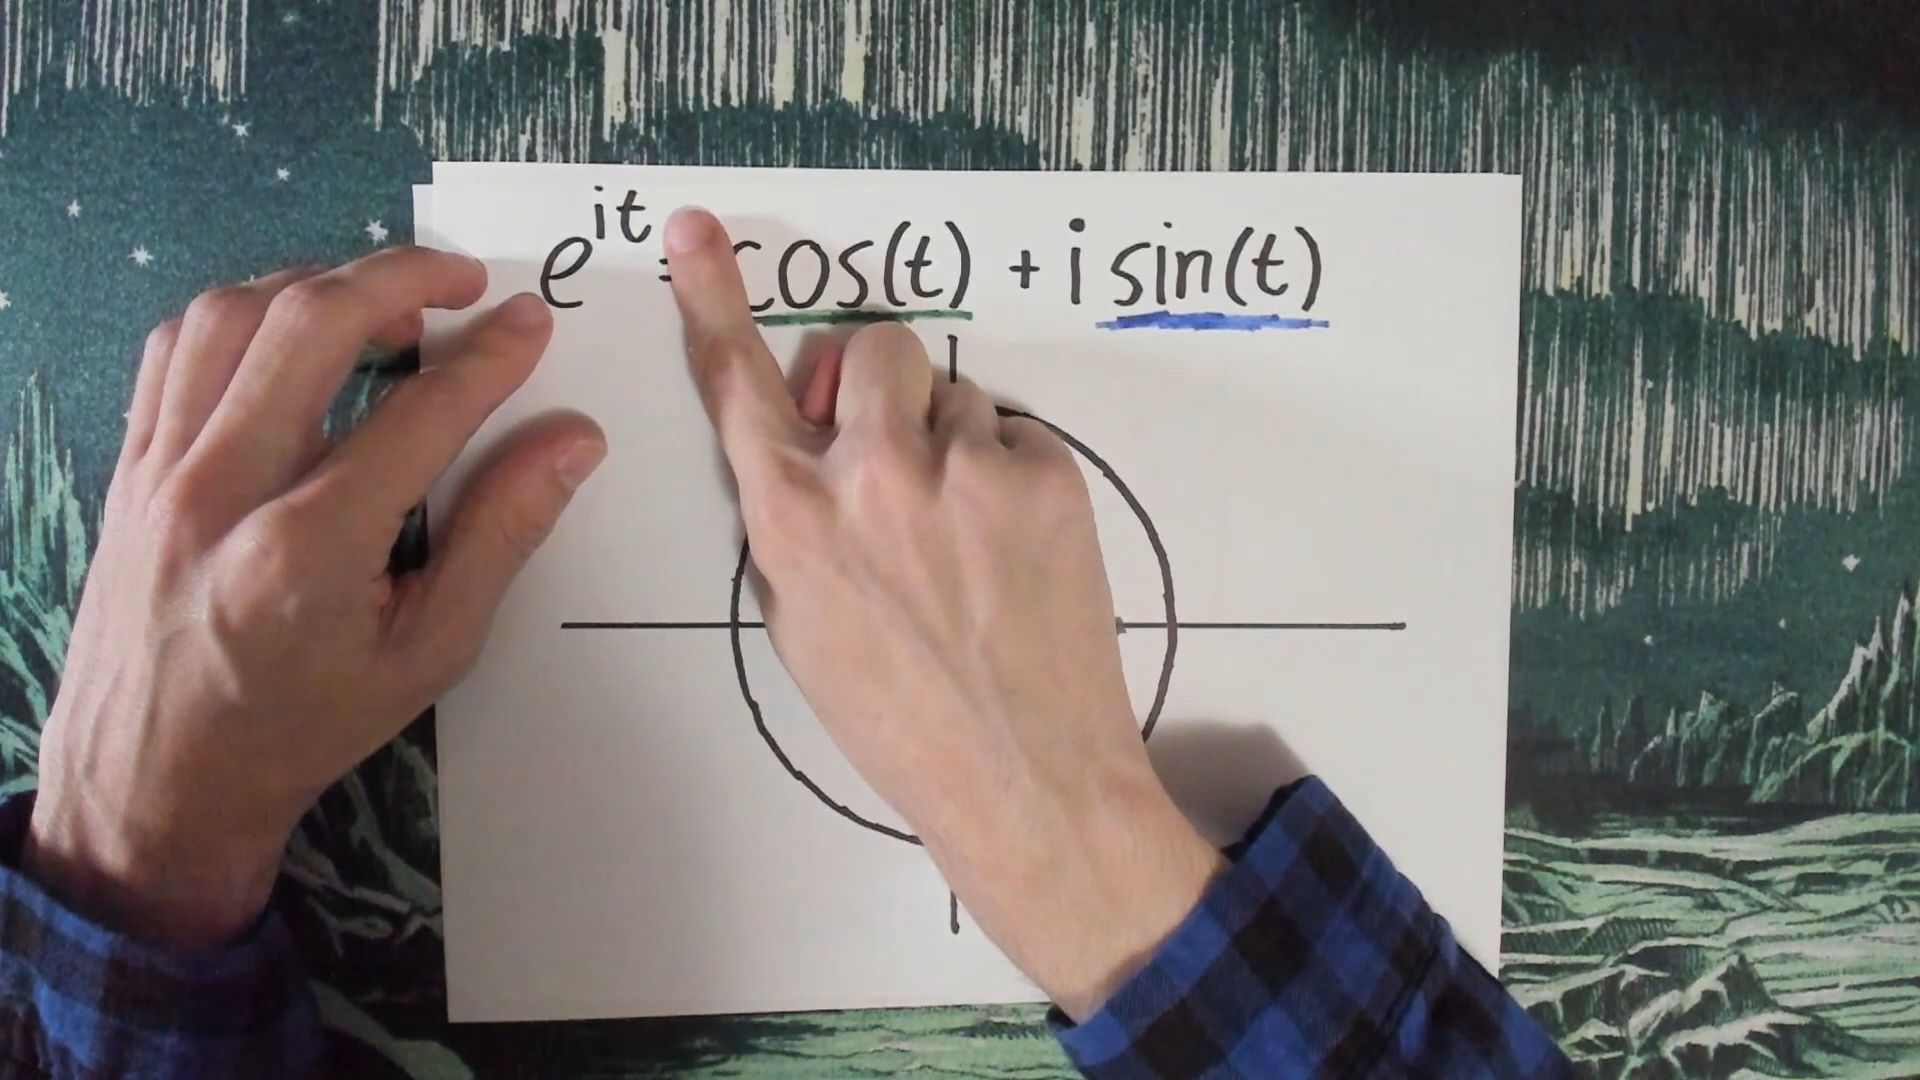 e^{it} = cos(t) + i sin(t)